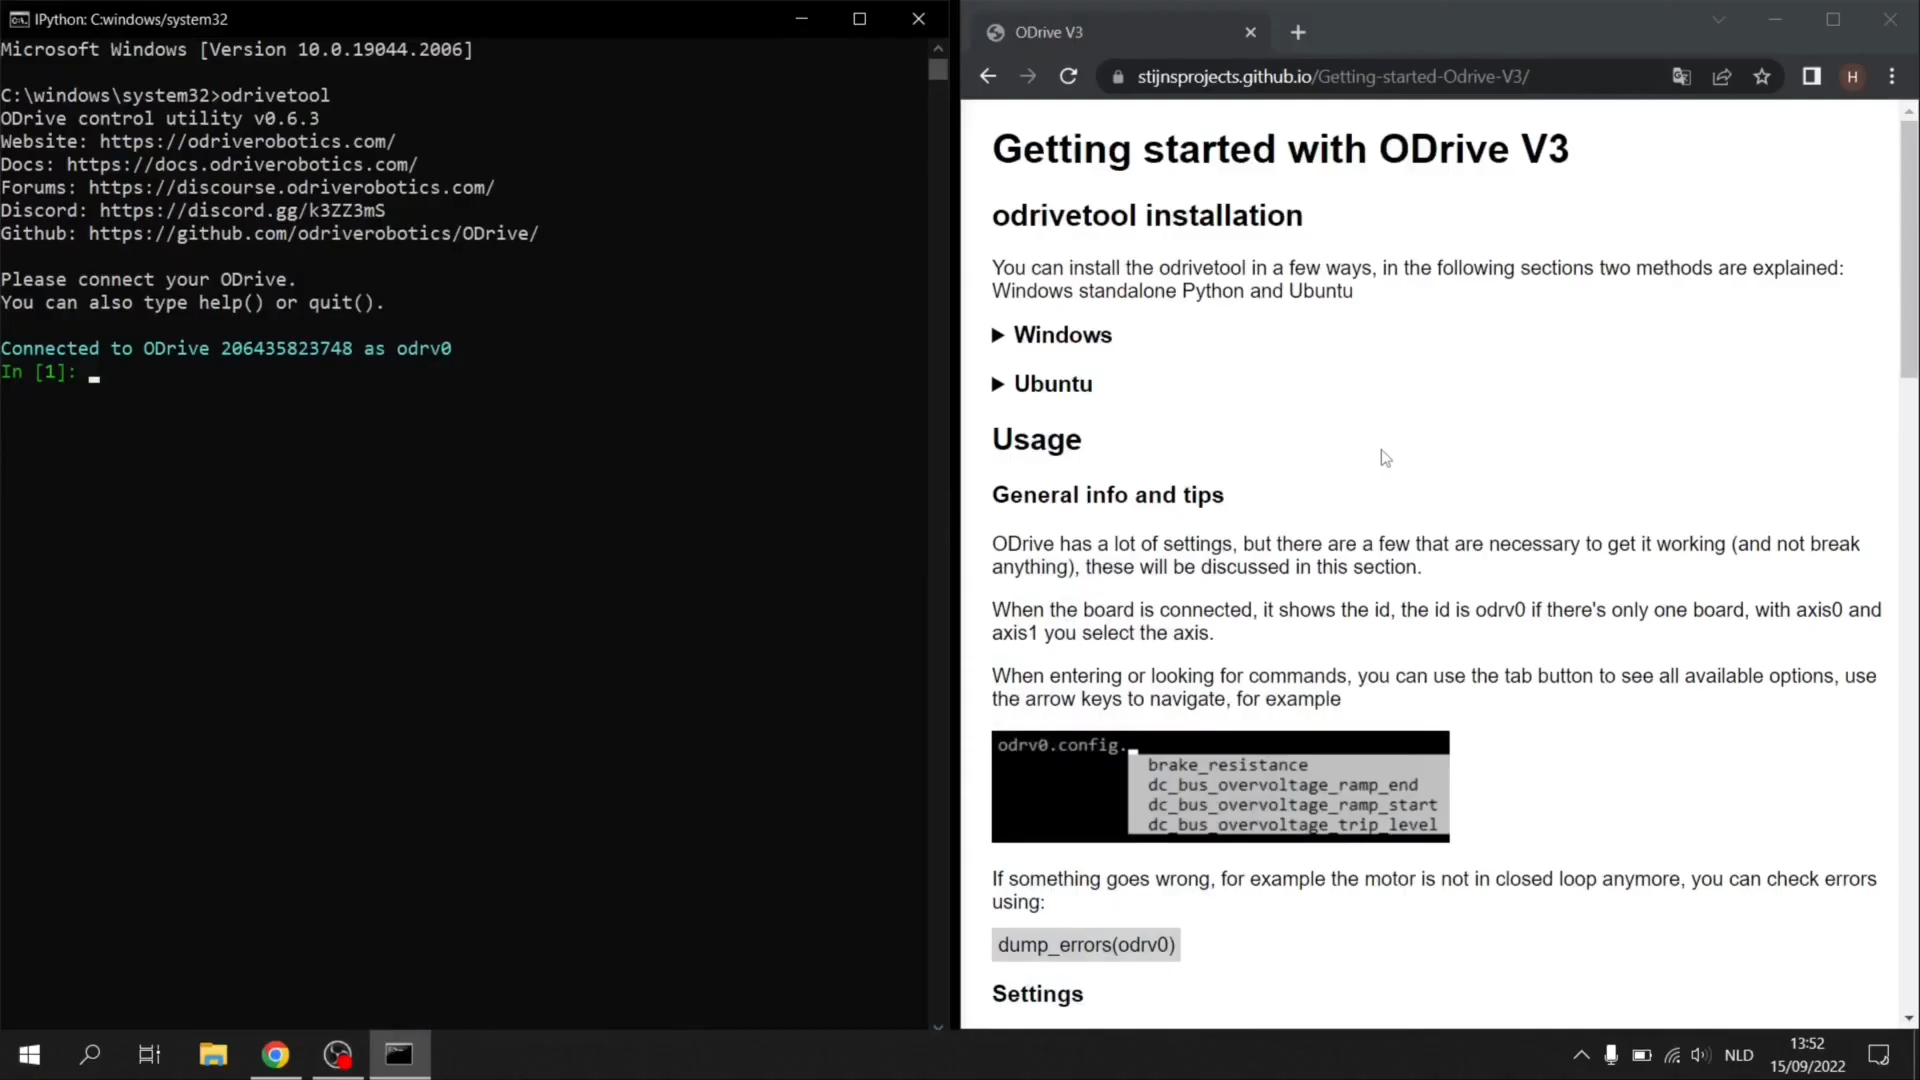 IPython: C:windows/system32
Microsoft Windows [Version 10.0.19044.2006]
C:\windows\system32>odrivetool
ODrive control utility v0.6.3
Website: https://odriverobotics.com/
Docs: https://docs.odriverobotics.com/
Forums: https://discourse.odriverobotics.com/
Discord: https://discord.gg/k3ZZ3mS
Github: https://github.com/odriverobotics/ODrive/
Please connect your ODrive.
You can also type help() or quit().
Connected to ODrive 206435823748 as odrv0
In [1]:
ODrive V3
stijnsprojects.github.io/Getting-started-Odrive-V3/
H
Getting started with ODrive V3
odrivetool installation
You can install the odrivetool in a few ways, in the following sections two methods are explained:
Windows standalone Python and Ubuntu
Windows
Ubuntu
Usage
General info and tips
ODrive has a lot of settings, but there are a few that are necessary to get it working (and not break
anything), these will be discussed in this section.
When the board is connected, it shows the id, the id is odrv0 if there's only one board, with axis0 and
axis1 you select the axis.
When entering or looking for commands, you can use the tab button to see all available options, use
the arrow keys to navigate, for example
odrv0.config.
brake_resistance
dc_bus_overvoltage_ramp_end
dc_bus_overvoltage_ramp_start
dc_bus_overvoltage_trip_level
If something goes wrong, for example the motor is not in closed loop anymore, you can check errors
using:
dump_errors(odrv0)
Settings
NLD
13:52
15/09/2022